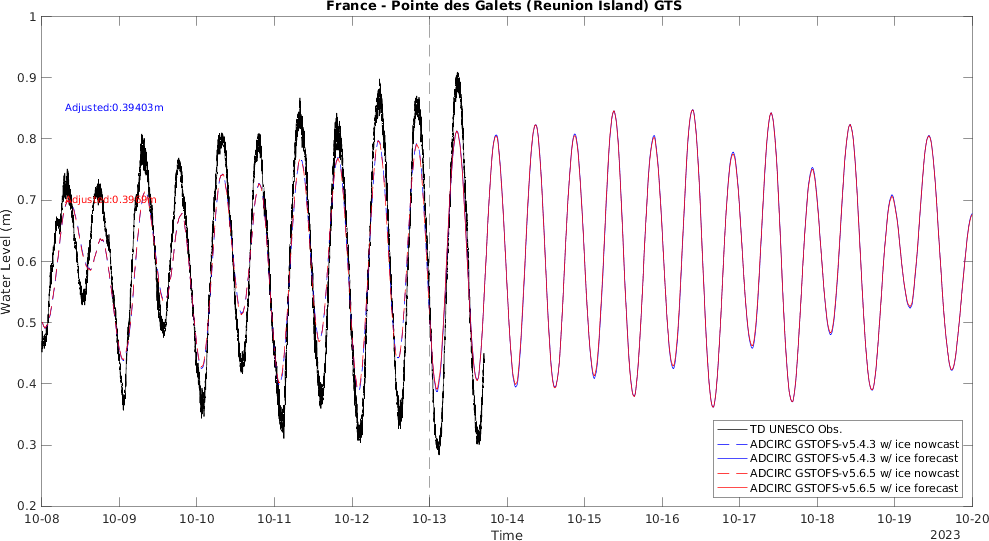 France - Pointe des Galets (Reunion Island) GTS
1
0.9
0.8
0.7
0.6
0.5
0.4
0.3
0.2
Water Level (m)
Adjusted:0.39403m
10-08
10-09
10-10
10-11
10-12
10-13
10-14
10-15
10-16
10-17
10-18
10-19
10-20
Time
2023
TD UNESCO Obs.
ADCIRC GSTOFS-v5.4.3 w/ ice nowcast
ADCIRC GSTOFS-v5.4.3 w/ ice forecast
ADCIRC GSTOFS-v5.6.5 w/ ice nowcast
ADCIRC GSTOFS-v5.6.5 w/ ice forecast